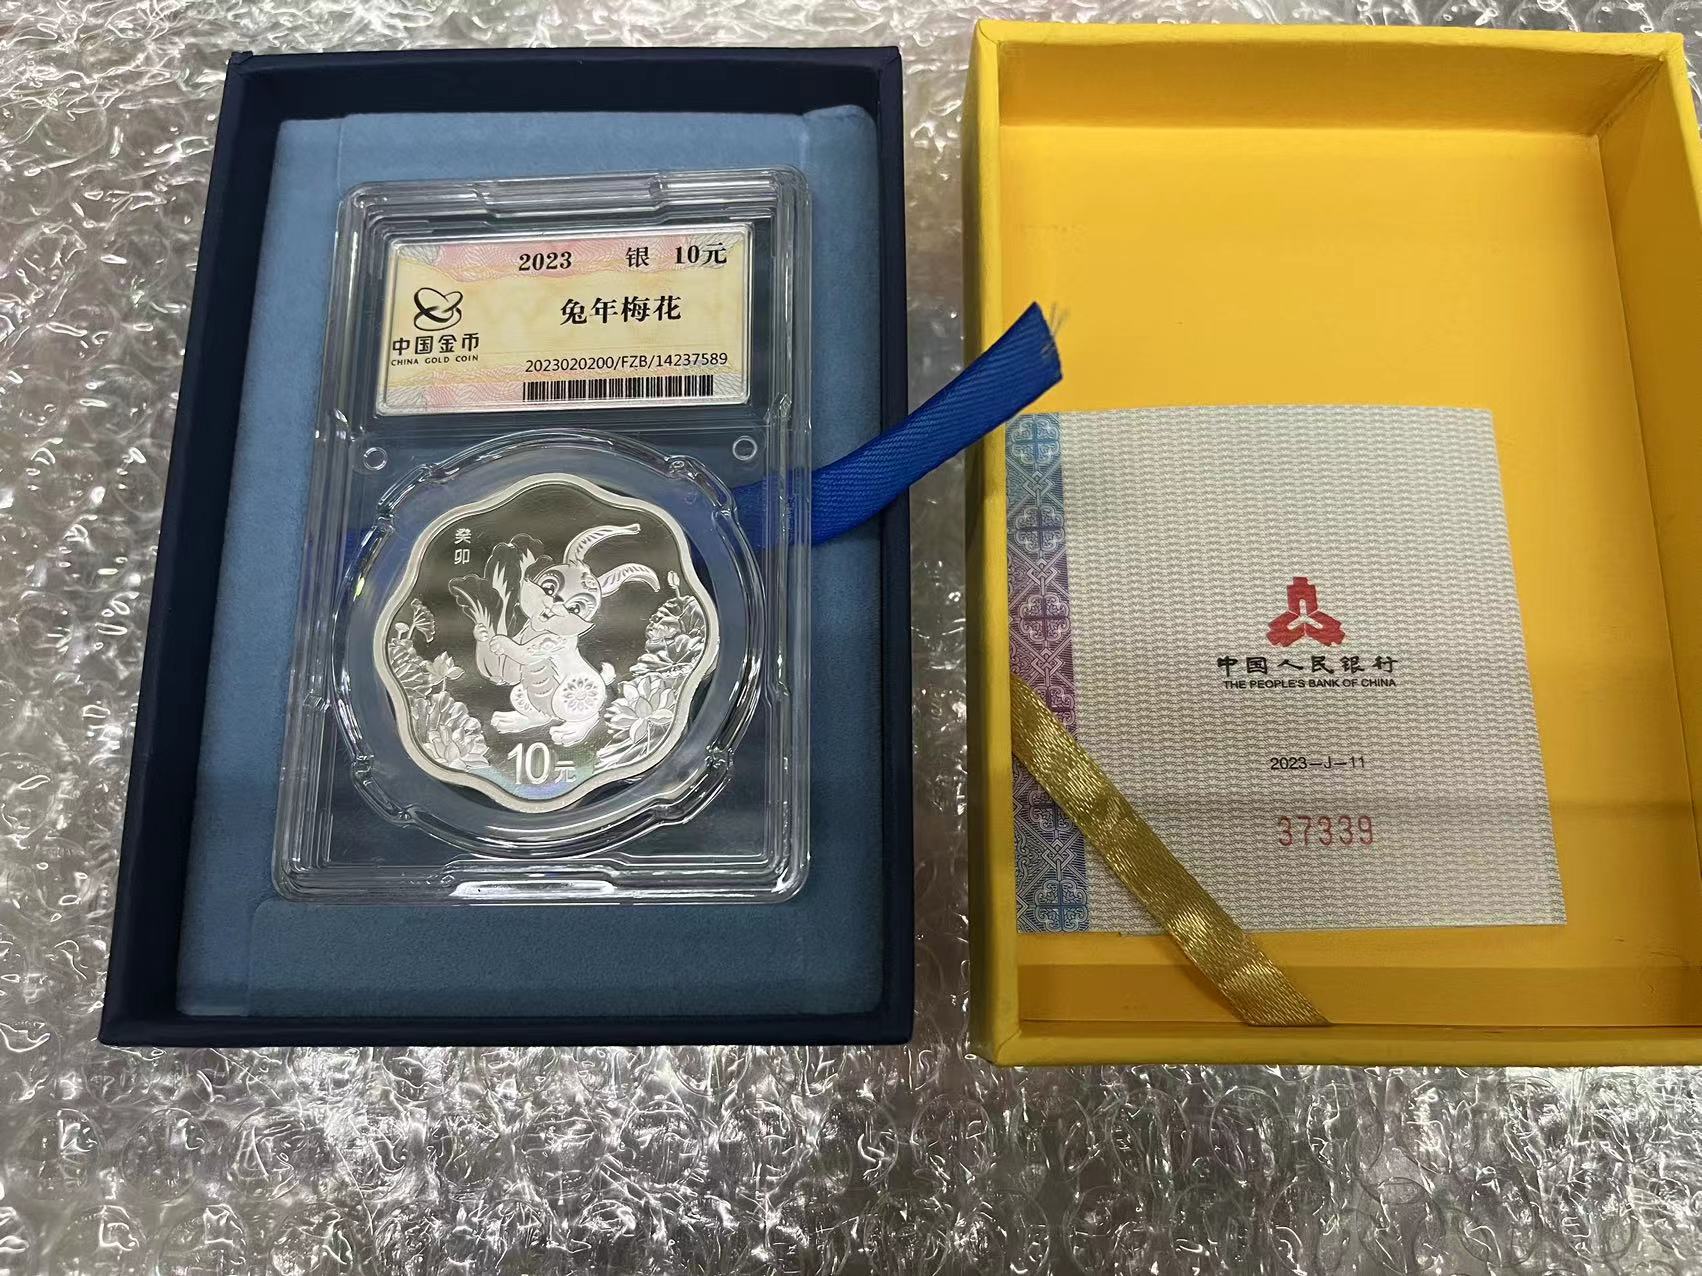 2023 银 10元
兔年梅花
中国金币
CHINA GOLD COIN
2023020200/FZB/14237589
癸
卯
10元
中国人民银行
THE PEOPLE'S BANK OF CHINA
2023-J-11
37339